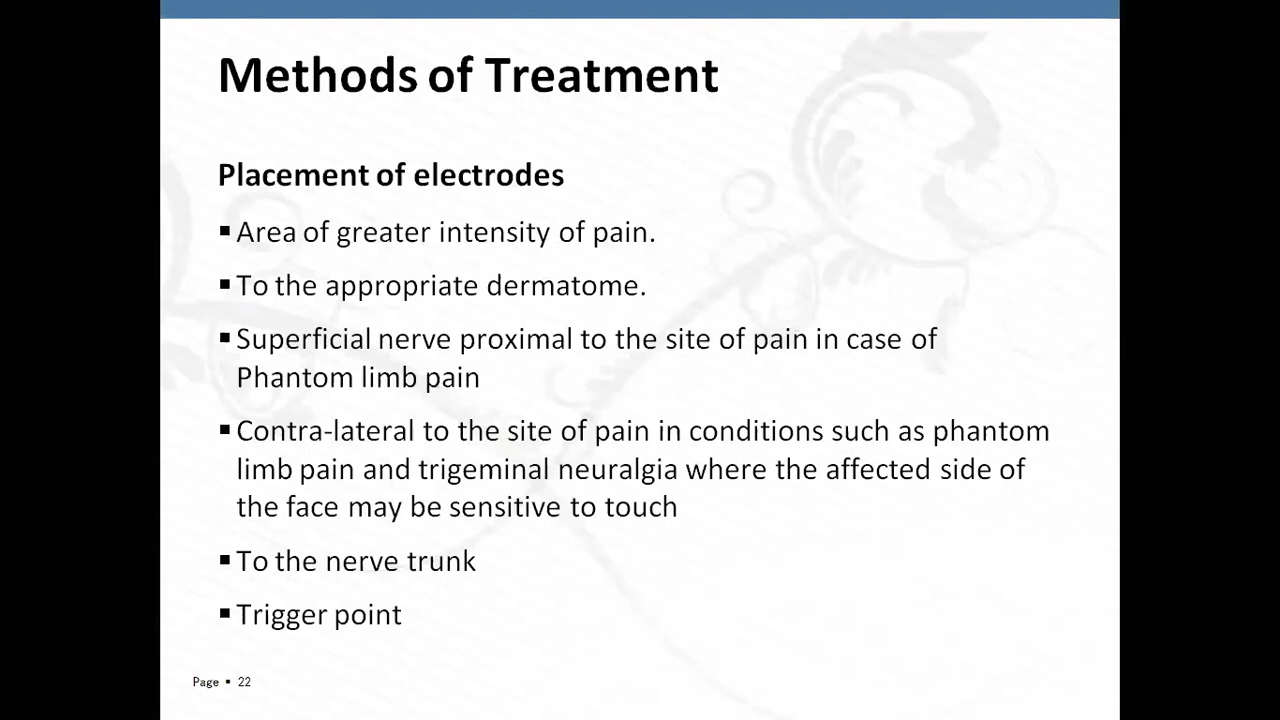 Methods of Treatment
Placement of electrodes
▪ Area of greater intensity of pain.
▪ To the appropriate dermatome.
▪ Superficial nerve proximal to the site of pain in case of
Phantom limb pain
▪ Contra-lateral to the site of pain in conditions such as phantom
limb pain and trigeminal neuralgia where the affected side of
the face may be sensitive to touch
▪ To the nerve trunk
▪ Trigger point
Page ▪ 22